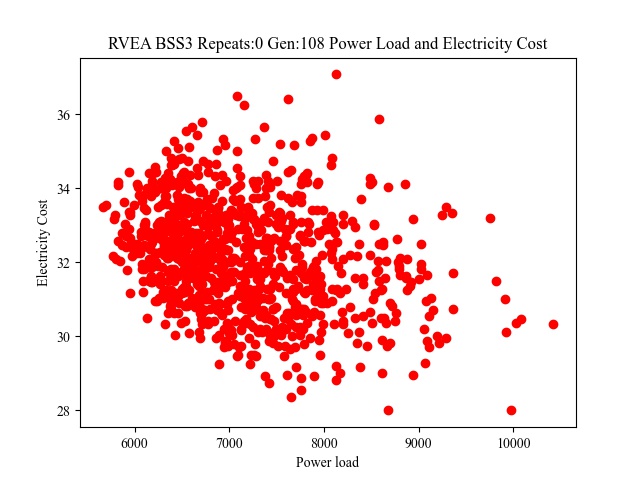 RVEA BSS3 Repeats:0 Gen:108 Power Load and Electricity Cost
36
34
32
30
28
Electricity Cost
6000 7000 8000 9000 10000
Power load